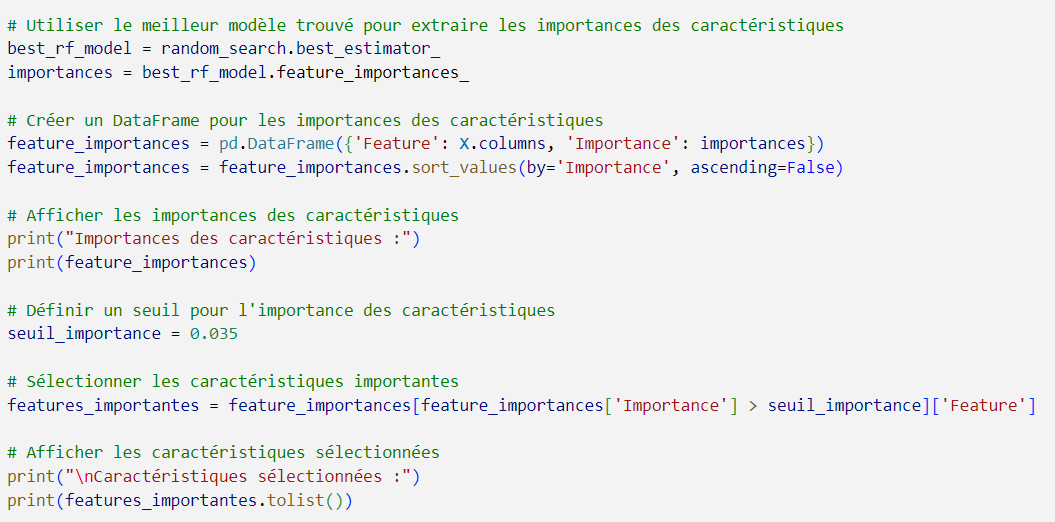 # Utiliser le meilleur modèle trouvé pour extraire les importances des caractéristiques
best_rf_model = random_search.best_estimator_
importances = best_rf_model.feature_importances_
# Créer un DataFrame pour les importances des caractéristiques
feature_importances = pd.DataFrame({'Feature': X.columns, 'Importance': importances})
feature_importances = feature_importances.sort_values(by='Importance', ascending=False)
# Afficher les importances des caractéristiques
print("Importances des caractéristiques :")
print(feature_importances)
# Définir un seuil pour l'importance des caractéristiques
seuil_importance = 0.035
# Sélectionner les caractéristiques importantes
features_importantes = feature_importances[feature_importances['Importance'] > seuil_importance]['Feature']
# Afficher les caractéristiques sélectionnées
print("\nCaractéristiques sélectionnées :")
print(features_importantes.tolist())